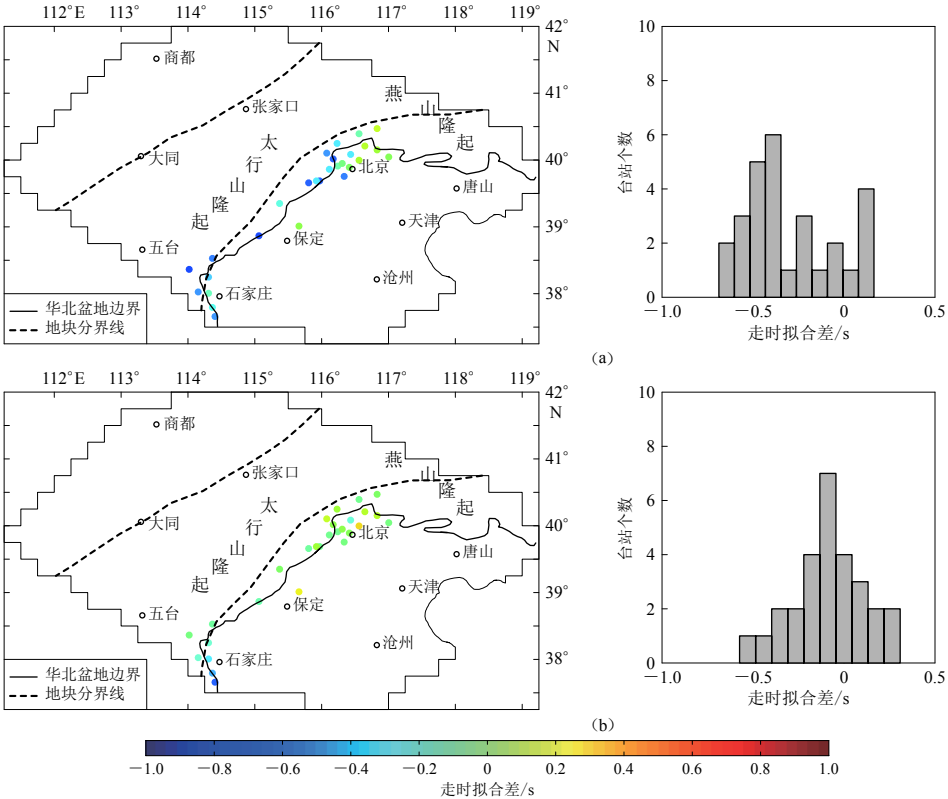 112°E 113° 114° 115° 116° 117° 118° 119°
42°
N
41°
40°
39°
38°
商都
张家口
大同
燕山隆起
太行山隆起
北京
唐山
天津
五台
保定
沧州
石家庄
华北盆地边界
地块分界线
10
8
6
4
2
0
台站个数
−1.0 −0.5 0 0.5
走时拟合差/s
(a)
112°E 113° 114° 115° 116° 117° 118° 119°
42°
N
41°
40°
39°
38°
商都
张家口
大同
燕山隆起
太行山隆起
北京
唐山
天津
五台
保定
沧州
石家庄
华北盆地边界
地块分界线
10
8
6
4
2
0
台站个数
−1.0 −0.5 0 0.5
走时拟合差/s
(b)
−1.0 −0.8 −0.6 −0.4 −0.2 0 0.2 0.4 0.6 0.8 1.0
走时拟合差/s